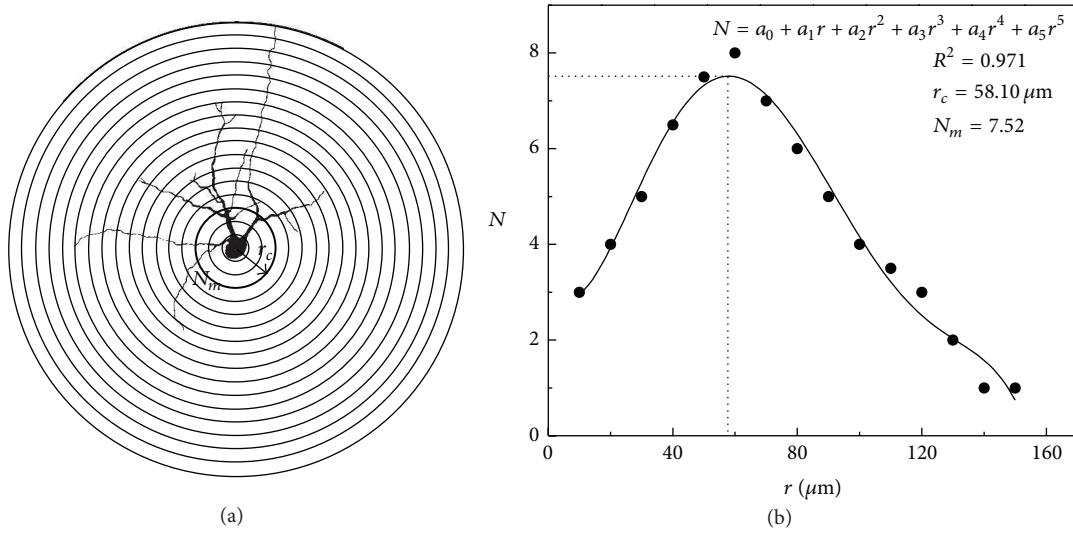 r_c
N_m
(a)
N = a_0 + a_1r + a_2r^2 + a_3r^3 + a_4r^4 + a_5r^5
R^2 = 0.971
r_c = 58.10 μm
N_m = 7.52
8
6
4
2
0
N
0 40 80 120 160
r (μm)
(b)